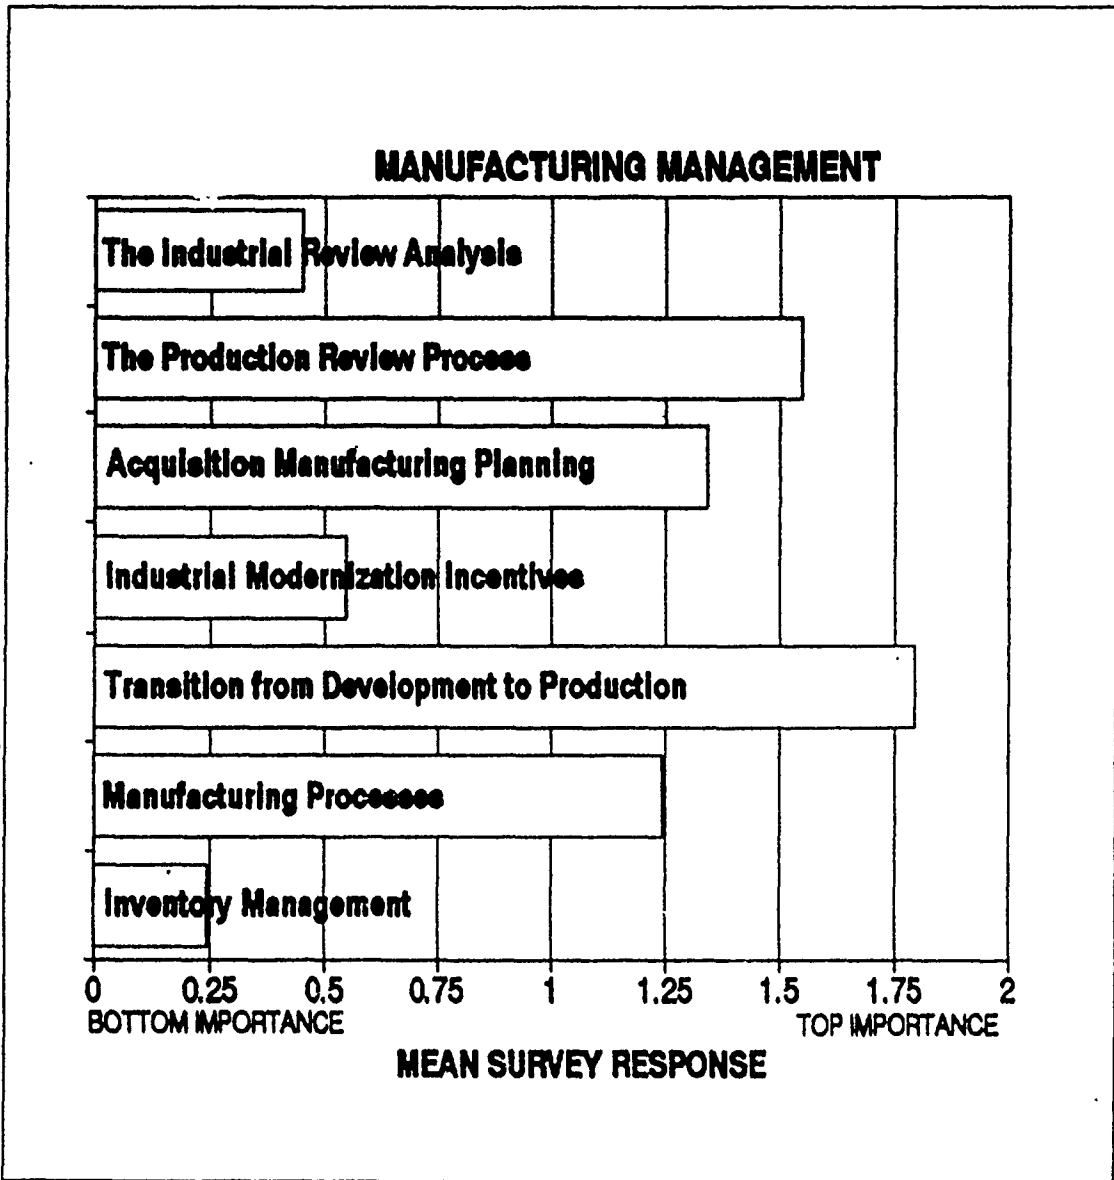 MANUFACTURING MANAGEMENT
The Industrial Review Analysis
The Production Review Process
Acquisition Manufacturing Planning
Industrial Modernization Incentives
Transition from Development to Production
Manufacturing Processes
Inventory Management
0 0.25 0.5 0.75 1 1.25 1.5 1.75 2
BOTTOM IMPORTANCE TOP IMPORTANCE
MEAN SURVEY RESPONSE